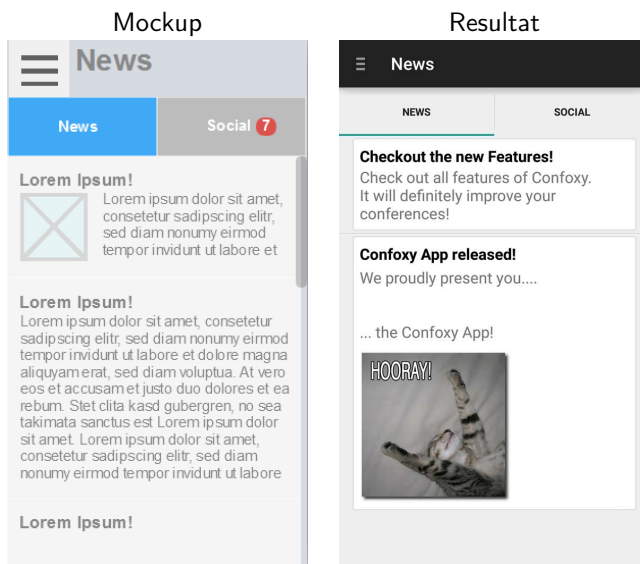 Mockup
News
News
Social 7
Lorem Ipsum!
Lorem ipsum dolor sit amet,
consetetur sadipscing elitr,
sed diam nonumy eirmod
tempor invidunt ut labore et
Lorem Ipsum!
Lorem ipsum dolor sit amet, consetetur
sadipscing elitr, sed diam nonumy eirmod
tempor invidunt ut labore et dolore magna
aliquyam erat, sed diam voluptua. At vero
eos et accusam et justo duo dolores et ea
rebum. Stet clita kasd gubergren, no sea
takimata sanctus est Lorem ipsum dolor
sit amet. Lorem ipsum dolor sit amet,
consetetur sadipscing elitr, sed diam
nonumy eirmod tempor invidunt ut labore
Lorem Ipsum!
Resultat
News
NEWS
SOCIAL
Checkout the new Features!
Check out all features of Confoxy.
It will definitely improve your
conferences!
Confoxy App released!
We proudly present you....
... the Confoxy App!
HOORAY!